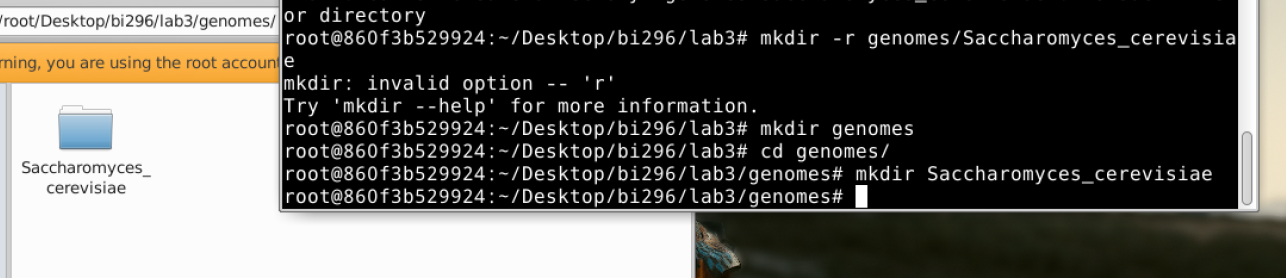 /root/Desktop/bi296/lab3/genomes/
rning, you are using the root account
Saccharomyces_
cerevisiae
or directory
root@860f3b529924:~/Desktop/bi296/lab3# mkdir -r genomes/Saccharomyces_cerevisia
e
mkdir: invalid option -- 'r'
Try 'mkdir --help' for more information.
root@860f3b529924:~/Desktop/bi296/lab3# mkdir genomes
root@860f3b529924:~/Desktop/bi296/lab3# cd genomes/
root@860f3b529924:~/Desktop/bi296/lab3/genomes# mkdir Saccharomyces_cerevisiae
root@860f3b529924:~/Desktop/bi296/lab3/genomes#